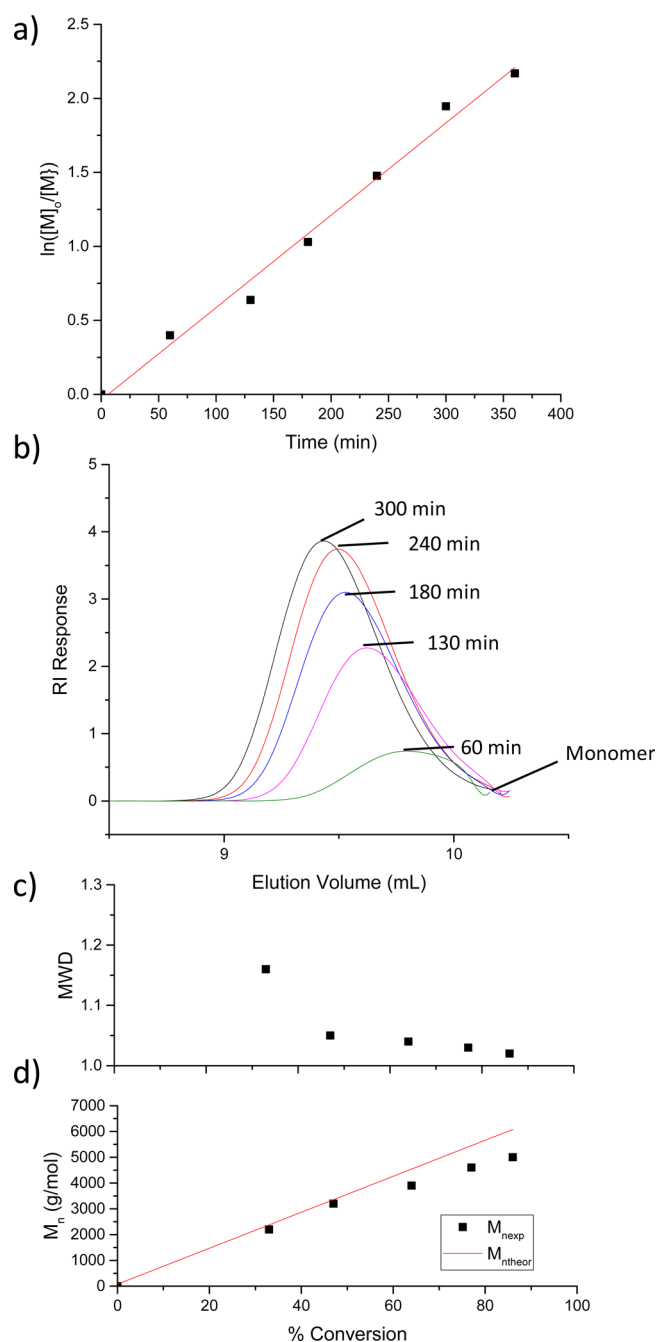 a)
2.5
2.0
1.5
1.0
0.5
0.0
ln([M]o/[M})
0 50 100 150 200 250 300 350 400
Time (min)
b)
5
4
3
2
1
0
RI Response
300 min
240 min
180 min
130 min
60 min
Monomer
9 10
Elution Volume (mL)
c)
1.3
1.2
1.1
1.0
MWD
d)
7000
6000
5000
4000
3000
2000
1000
0
Mn (g/mol)
Mnexp
Mntheor
0 20 40 60 80 100
% Conversion